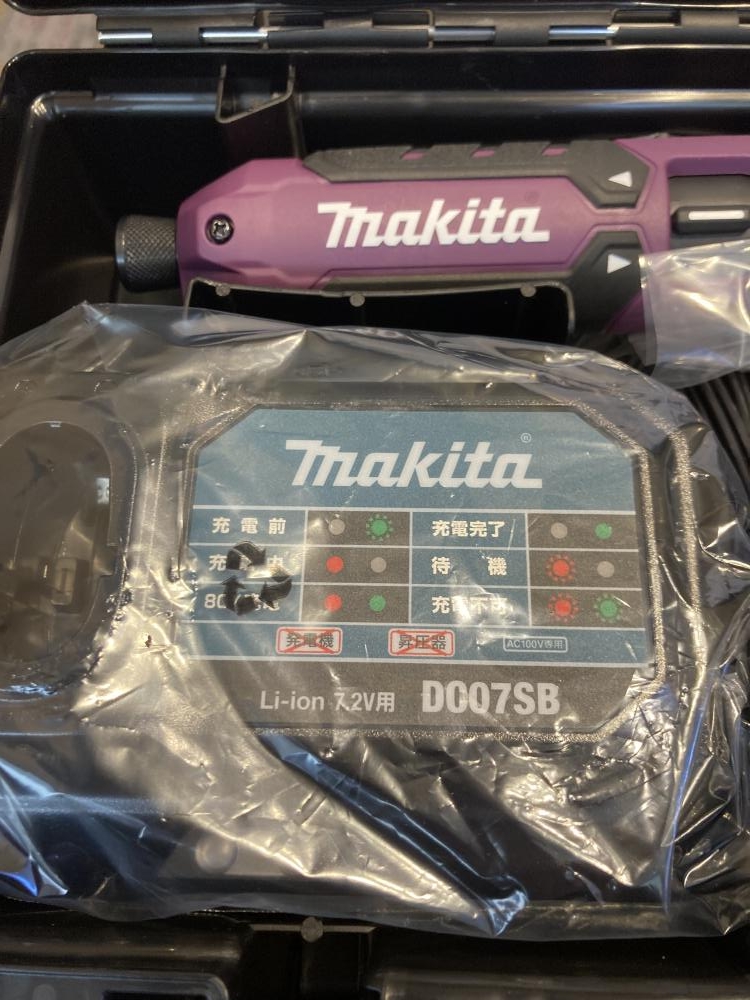 makita
makita®
充電前
充電完了
待機
80
充電不可
発電機
昇圧器
AC100V専用
Li-ion 7.2V用
DC07SB